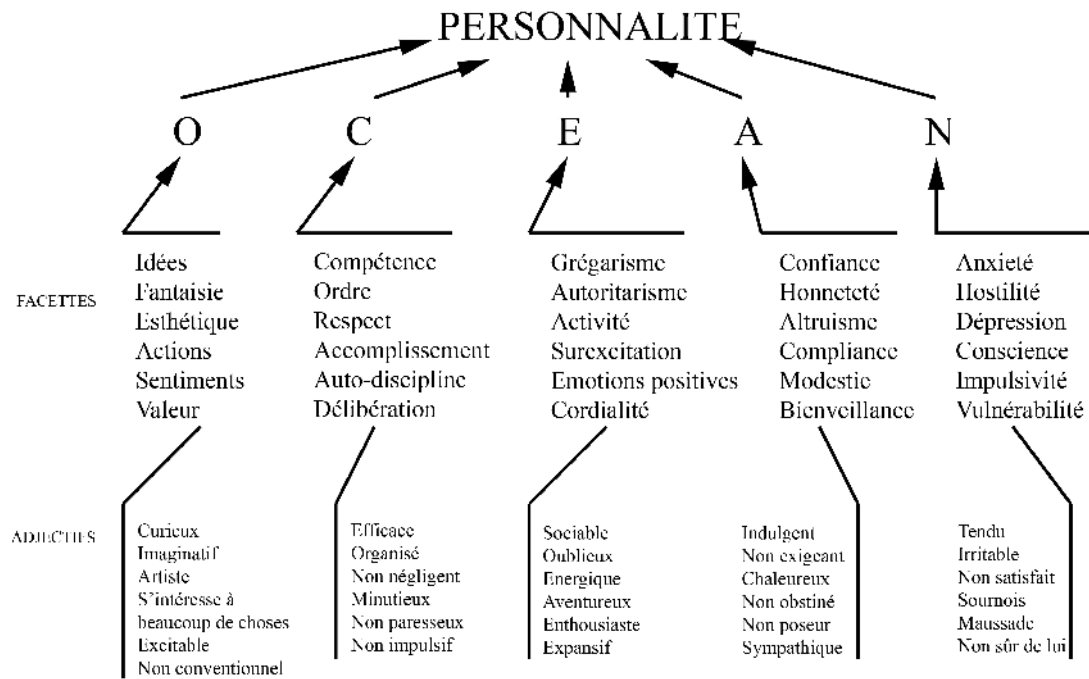 PERSONNALITE
O
C
E
A
N
FACETTES
Idées
Fantaisie
Esthétique
Actions
Sentiments
Valeur
Compétence
Ordre
Respect
Accomplissement
Auto-discipline
Délibération
Grégarisme
Autoritarisme
Activité
Surexcitation
Emotions positives
Cordialité
Confiance
Honneteté
Altruisme
Compliance
Modestie
Bienveillance
Anxieté
Hostilité
Dépression
Conscience
Impulsivité
Vulnérabilité
ADJECTIFS
Curieux
Imaginatif
Artiste
S'intéresse à
beaucoup de choses
Excitable
Non conventionnel
Efficace
Organisé
Non négligent
Minutieux
Non paresseux
Non impulsif
Sociable
Oublieux
Energique
Aventureux
Enthousiaste
Expansif
Indulgent
Non exigeant
Chaleureux
Non obstiné
Non poseur
Sympathique
Tendu
Irritable
Non satisfait
Sournois
Maussade
Non sûr de lui